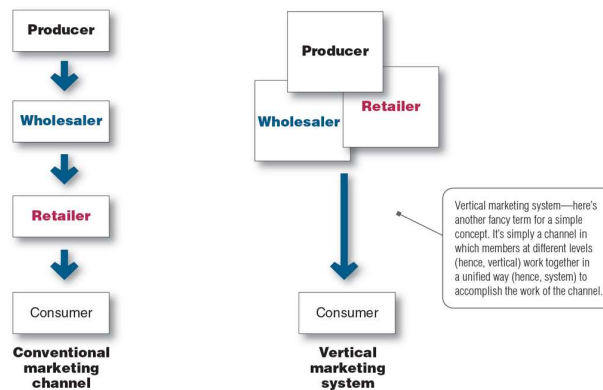 Producer
Wholesaler
Retailer
Consumer
Conventional
marketing
channel
Producer
Retailer
Wholesaler
Consumer
Vertical
marketing
system
Vertical marketing system—here's
another fancy term for a simple
concept. It's simply a channel in
which members at different levels
(hence, vertical) work together in
a unified way (hence, system) to
accomplish the work of the channel.